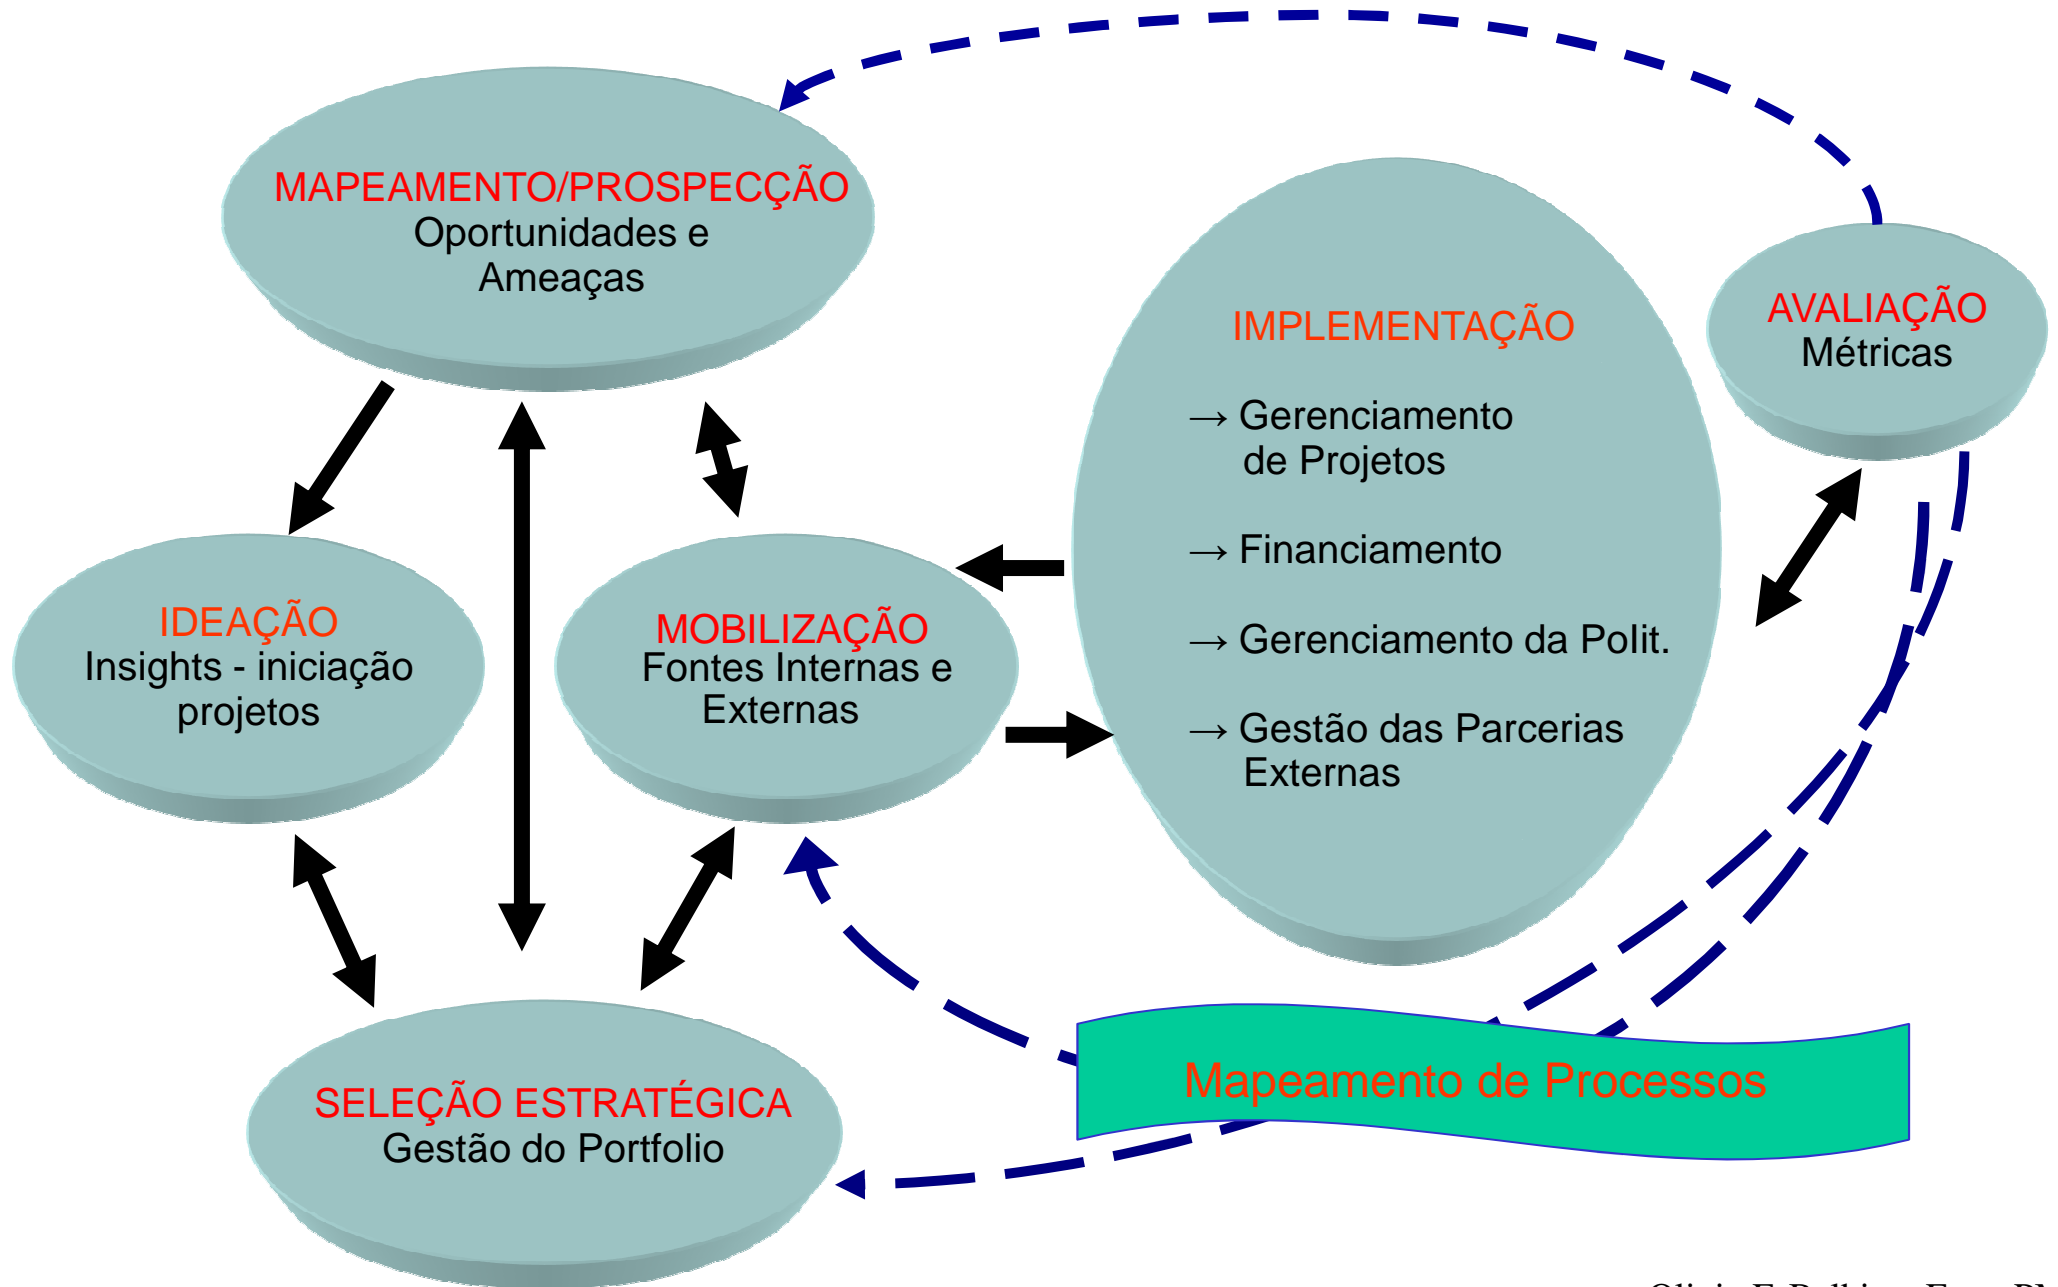 MAPEAMENTO/PROSPECÇÃO
Oportunidades e
Ameaças
IDEAÇÃO
Insights - iniciação
projetos
MOBILIZAÇÃO
Fontes Internas e
Externas
SELEÇÃO ESTRATÉGICA
Gestão do Portfolio
IMPLEMENTAÇÃO
→ Gerenciamento
de Projetos
→ Financiamento
→ Gerenciamento da Polit.
→ Gestão das Parcerias
Externas
AVALIAÇÃO
Métricas
Mapeamento de Processos